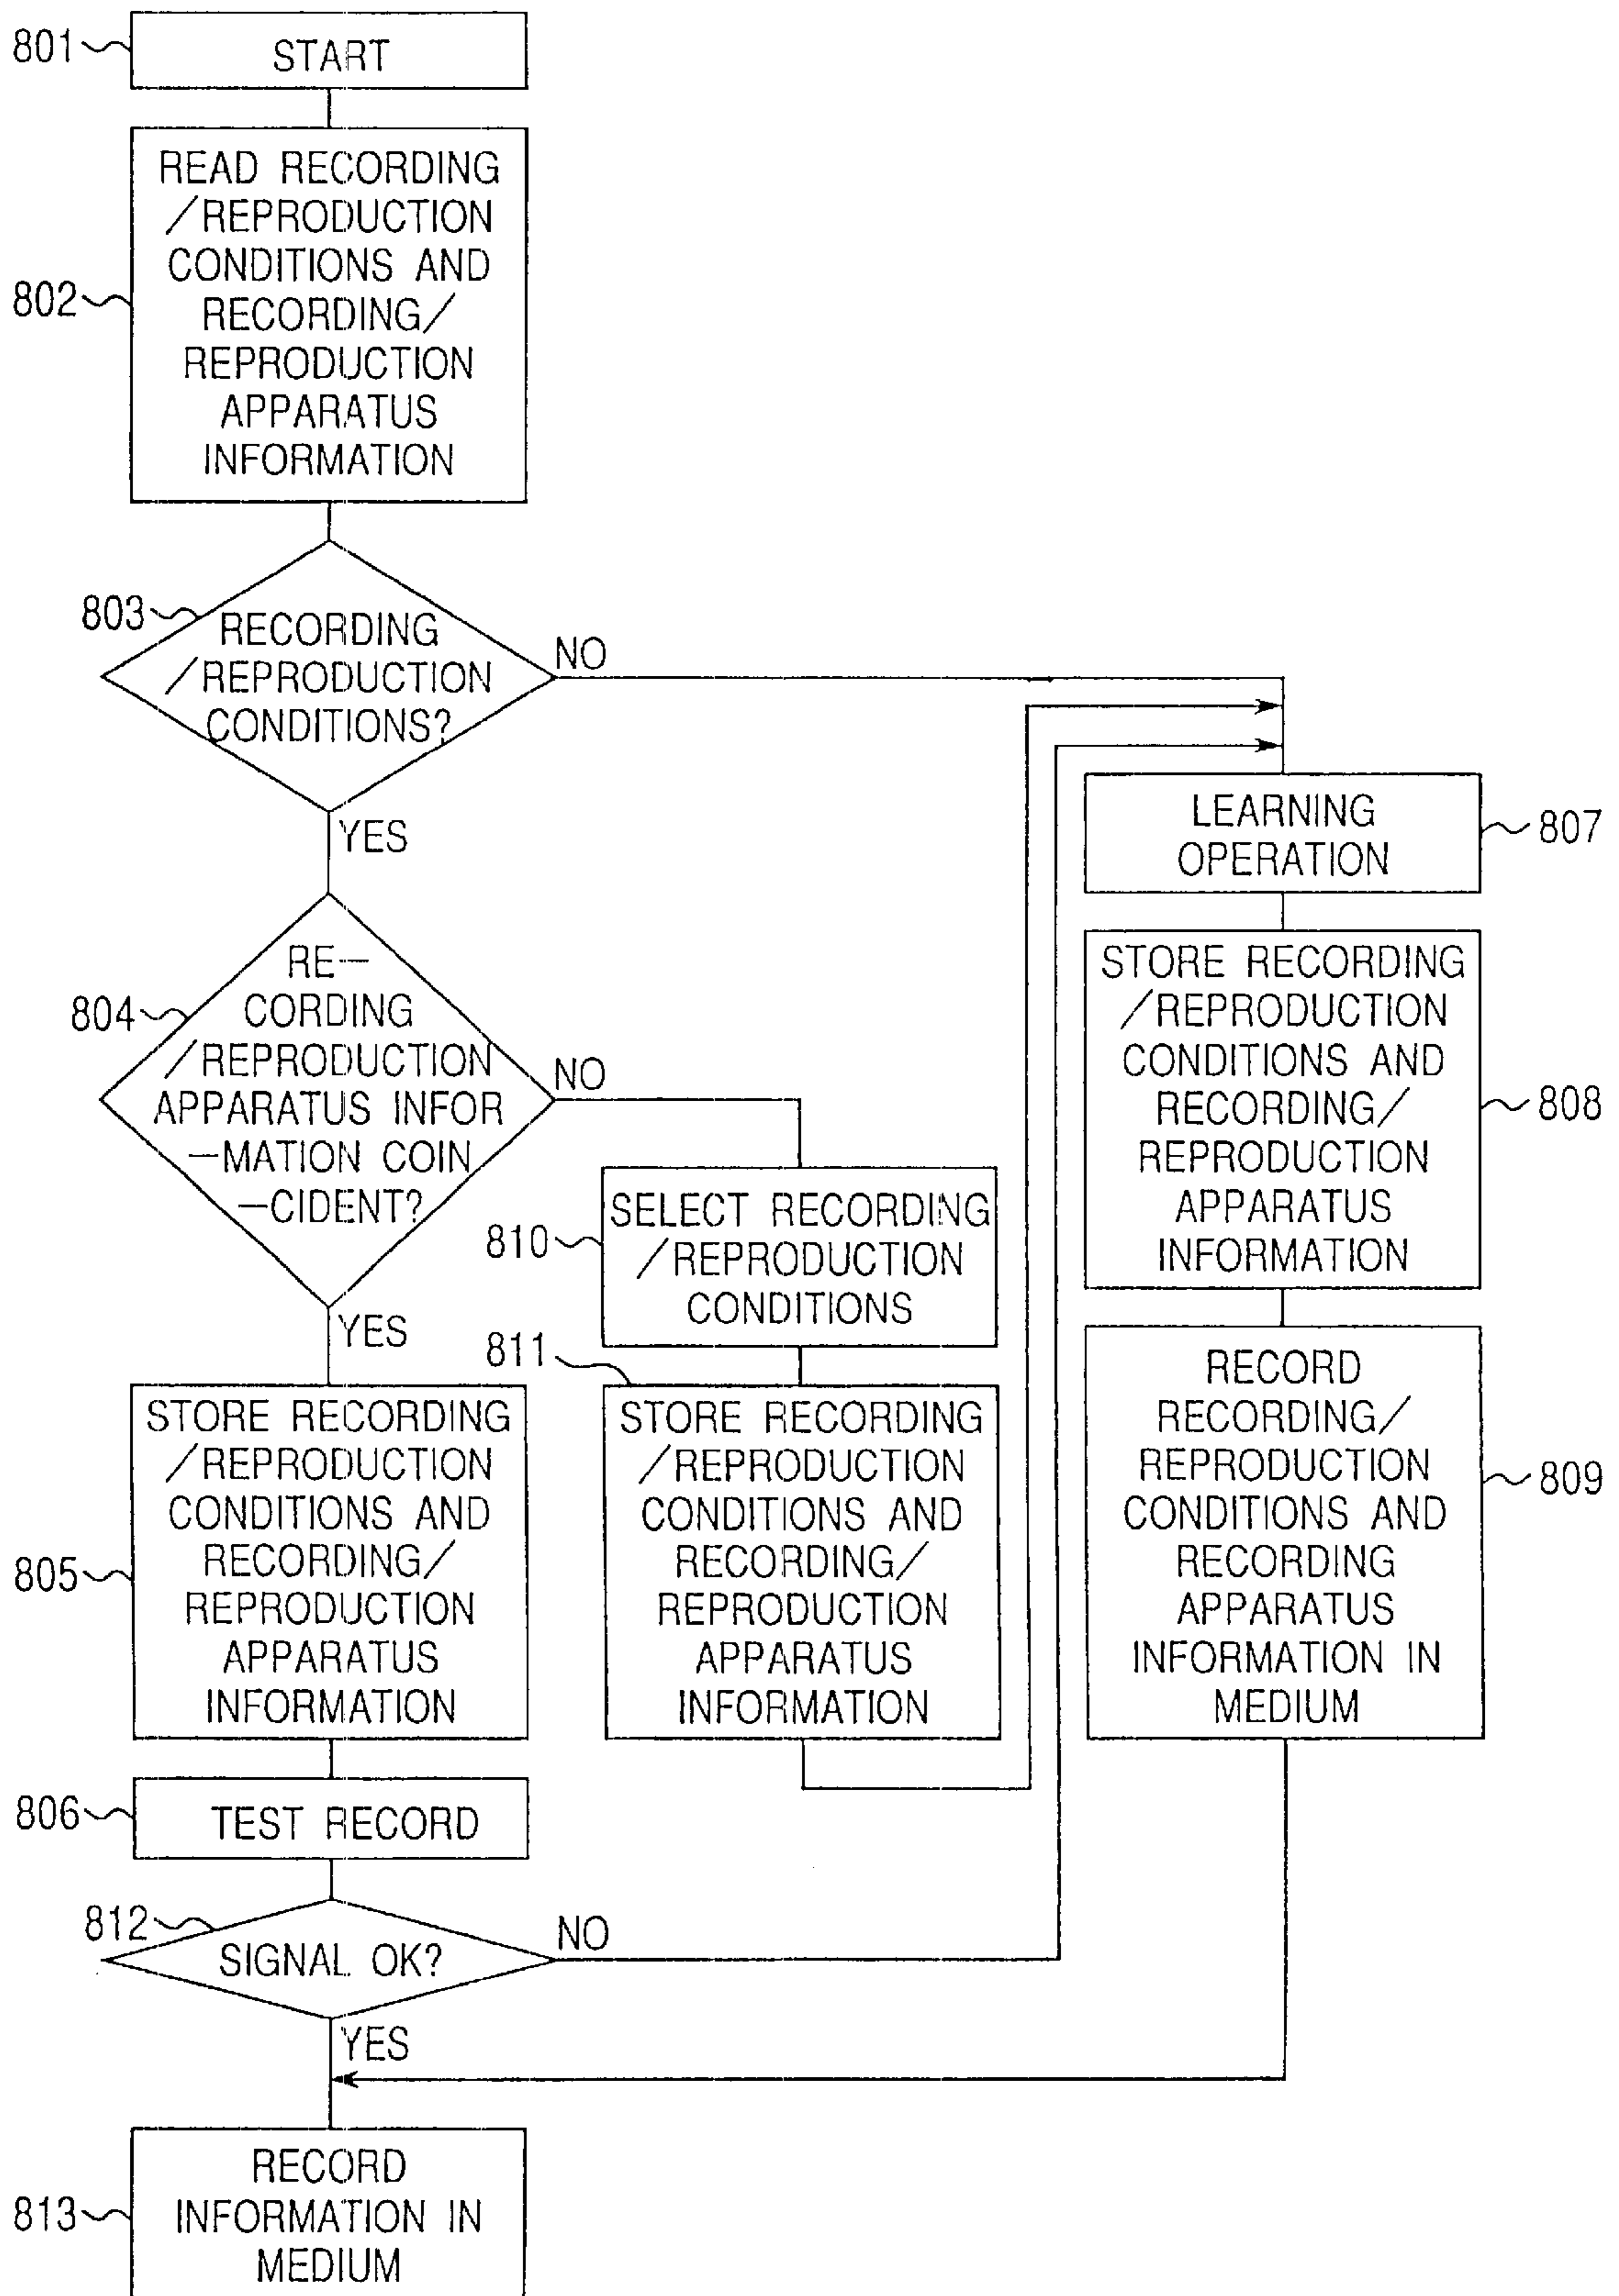 801
START
802
READ RECORDING
/REPRODUCTION
CONDITIONS AND
RECORDING/
REPRODUCTION
APPARATUS
INFORMATION
803
RECORDING
/REPRODUCTION
CONDITIONS?
NO
YES
804
RE-
CORDING
/REPRODUCTION
APPARATUS INFOR
-MATION COIN
-CIDENT?
NO
YES
805
STORE RECORDING
/REPRODUCTION
CONDITIONS AND
RECORDING/
REPRODUCTION
APPARATUS
INFORMATION
806
TEST RECORD
812
SIGNAL OK?
NO
YES
813
RECORD
INFORMATION IN
MEDIUM
810
SELECT RECORDING
/REPRODUCTION
CONDITIONS
811
STORE RECORDING
/REPRODUCTION
CONDITIONS AND
RECORDING/
REPRODUCTION
APPARATUS
INFORMATION
LEARNING
OPERATION
807
STORE RECORDING
/REPRODUCTION
CONDITIONS AND
RECORDING/
REPRODUCTION
APPARATUS
INFORMATION
808
RECORD
RECORDING/
REPRODUCTION
CONDITIONS AND
RECORDING
APPARATUS
INFORMATION IN
MEDIUM
809